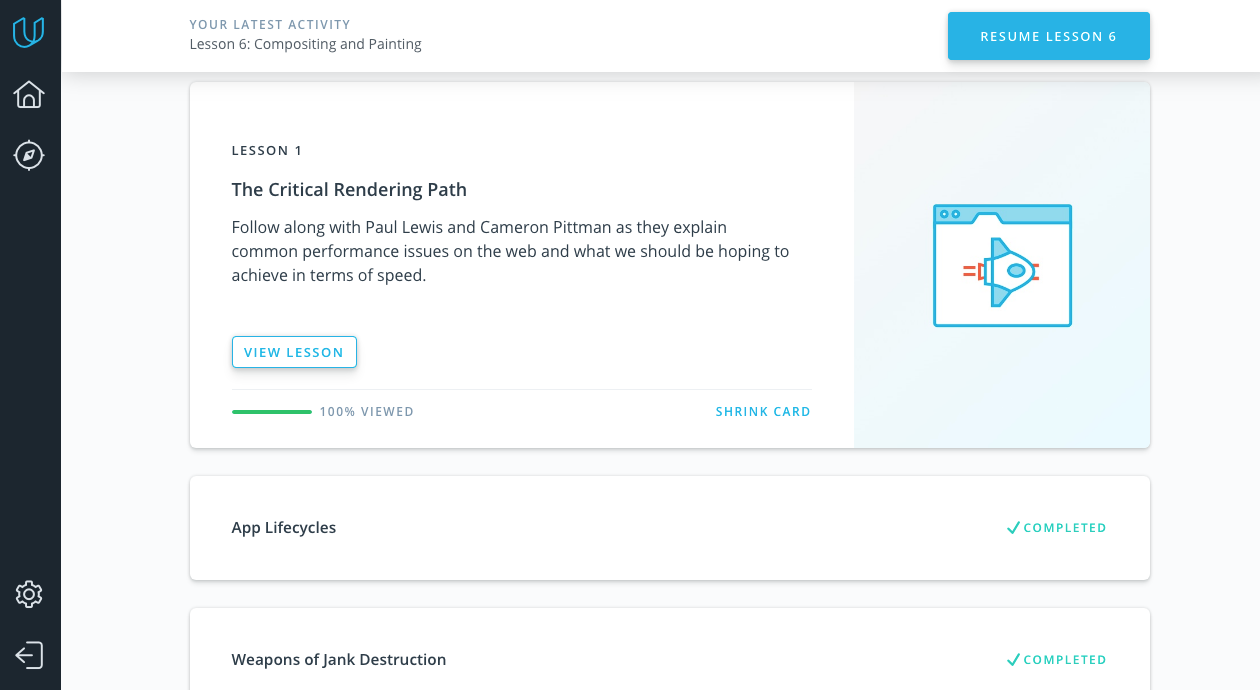 YOUR LATEST ACTIVITY
Lesson 6: Compositing and Painting
RESUME LESSON 6
LESSON 1
The Critical Rendering Path
Follow along with Paul Lewis and Cameron Pittman as they explain
common performance issues on the web and what we should be hoping to
achieve in terms of speed.
VIEW LESSON
100% VIEWED
SHRINK CARD
App Lifecycles
COMPLETED
Weapons of Jank Destruction
COMPLETED